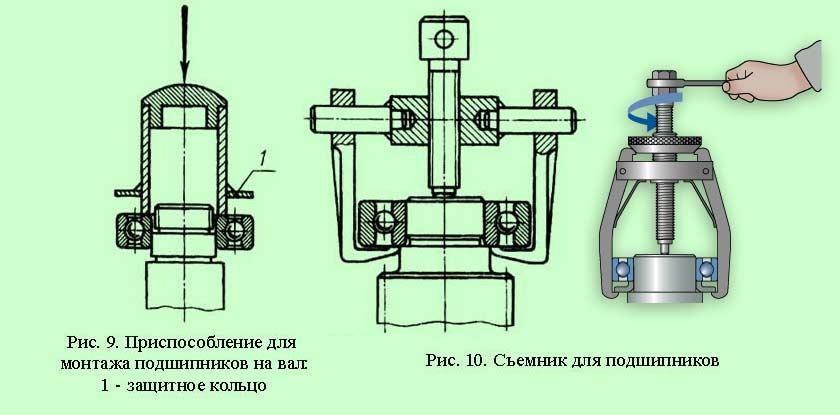 1
Рис. 9. Приспособление для
монтажа подшипников на вал:
1 - защитное кольцо
Рис. 10. Съемник для подшипников